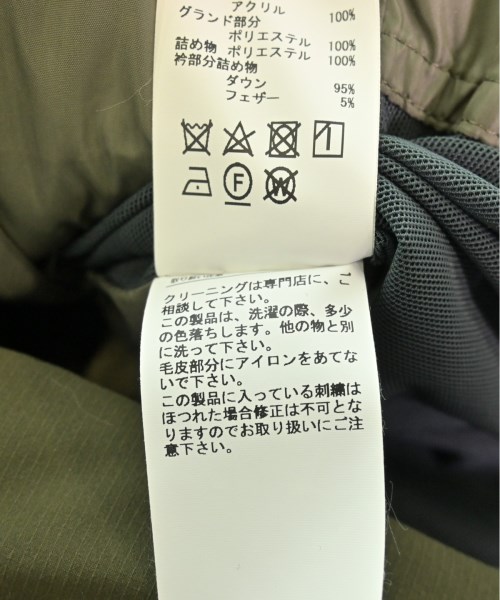 アクリル 100%
グランド部分
ポリエステル 100%
詰め物 ポリエステル 100%
衿部分詰め物
ダウン 95%
フェザー 5%
F
W
クリーニングは専門店に、ご
相談して下さい。
この製品は、洗濯の際、多少
の色落ちします。他の物と別
に洗って下さい。
毛皮部分にアイロンをあてな
いで下さい。
この製品に入っている刺繍は
ほつれた場合修正は不可とな
りますのでお取り扱いにご注
意下さい。